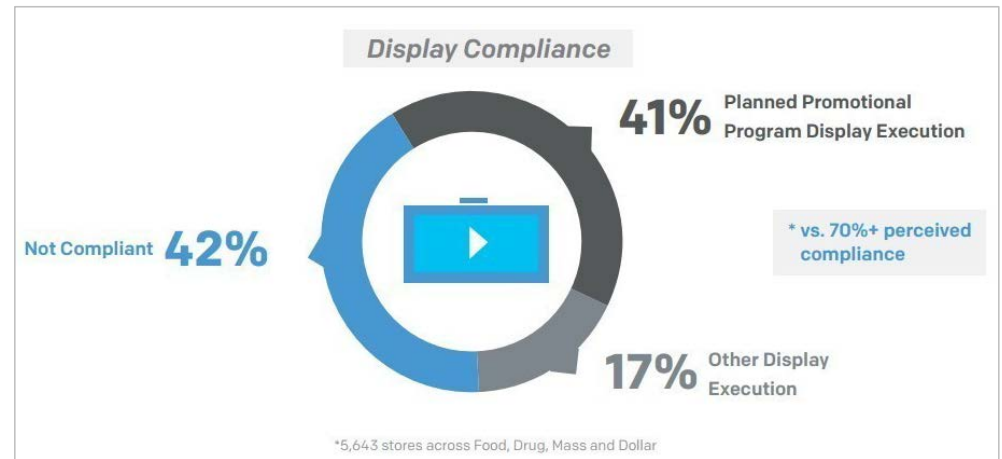 Display Compliance
41% Planned Promotional
Program Display Execution
Not Compliant 42%
* vs. 70%+ perceived
compliance
17% Other Display
Execution
*5,643 stores across Food, Drug, Mass and Dollar